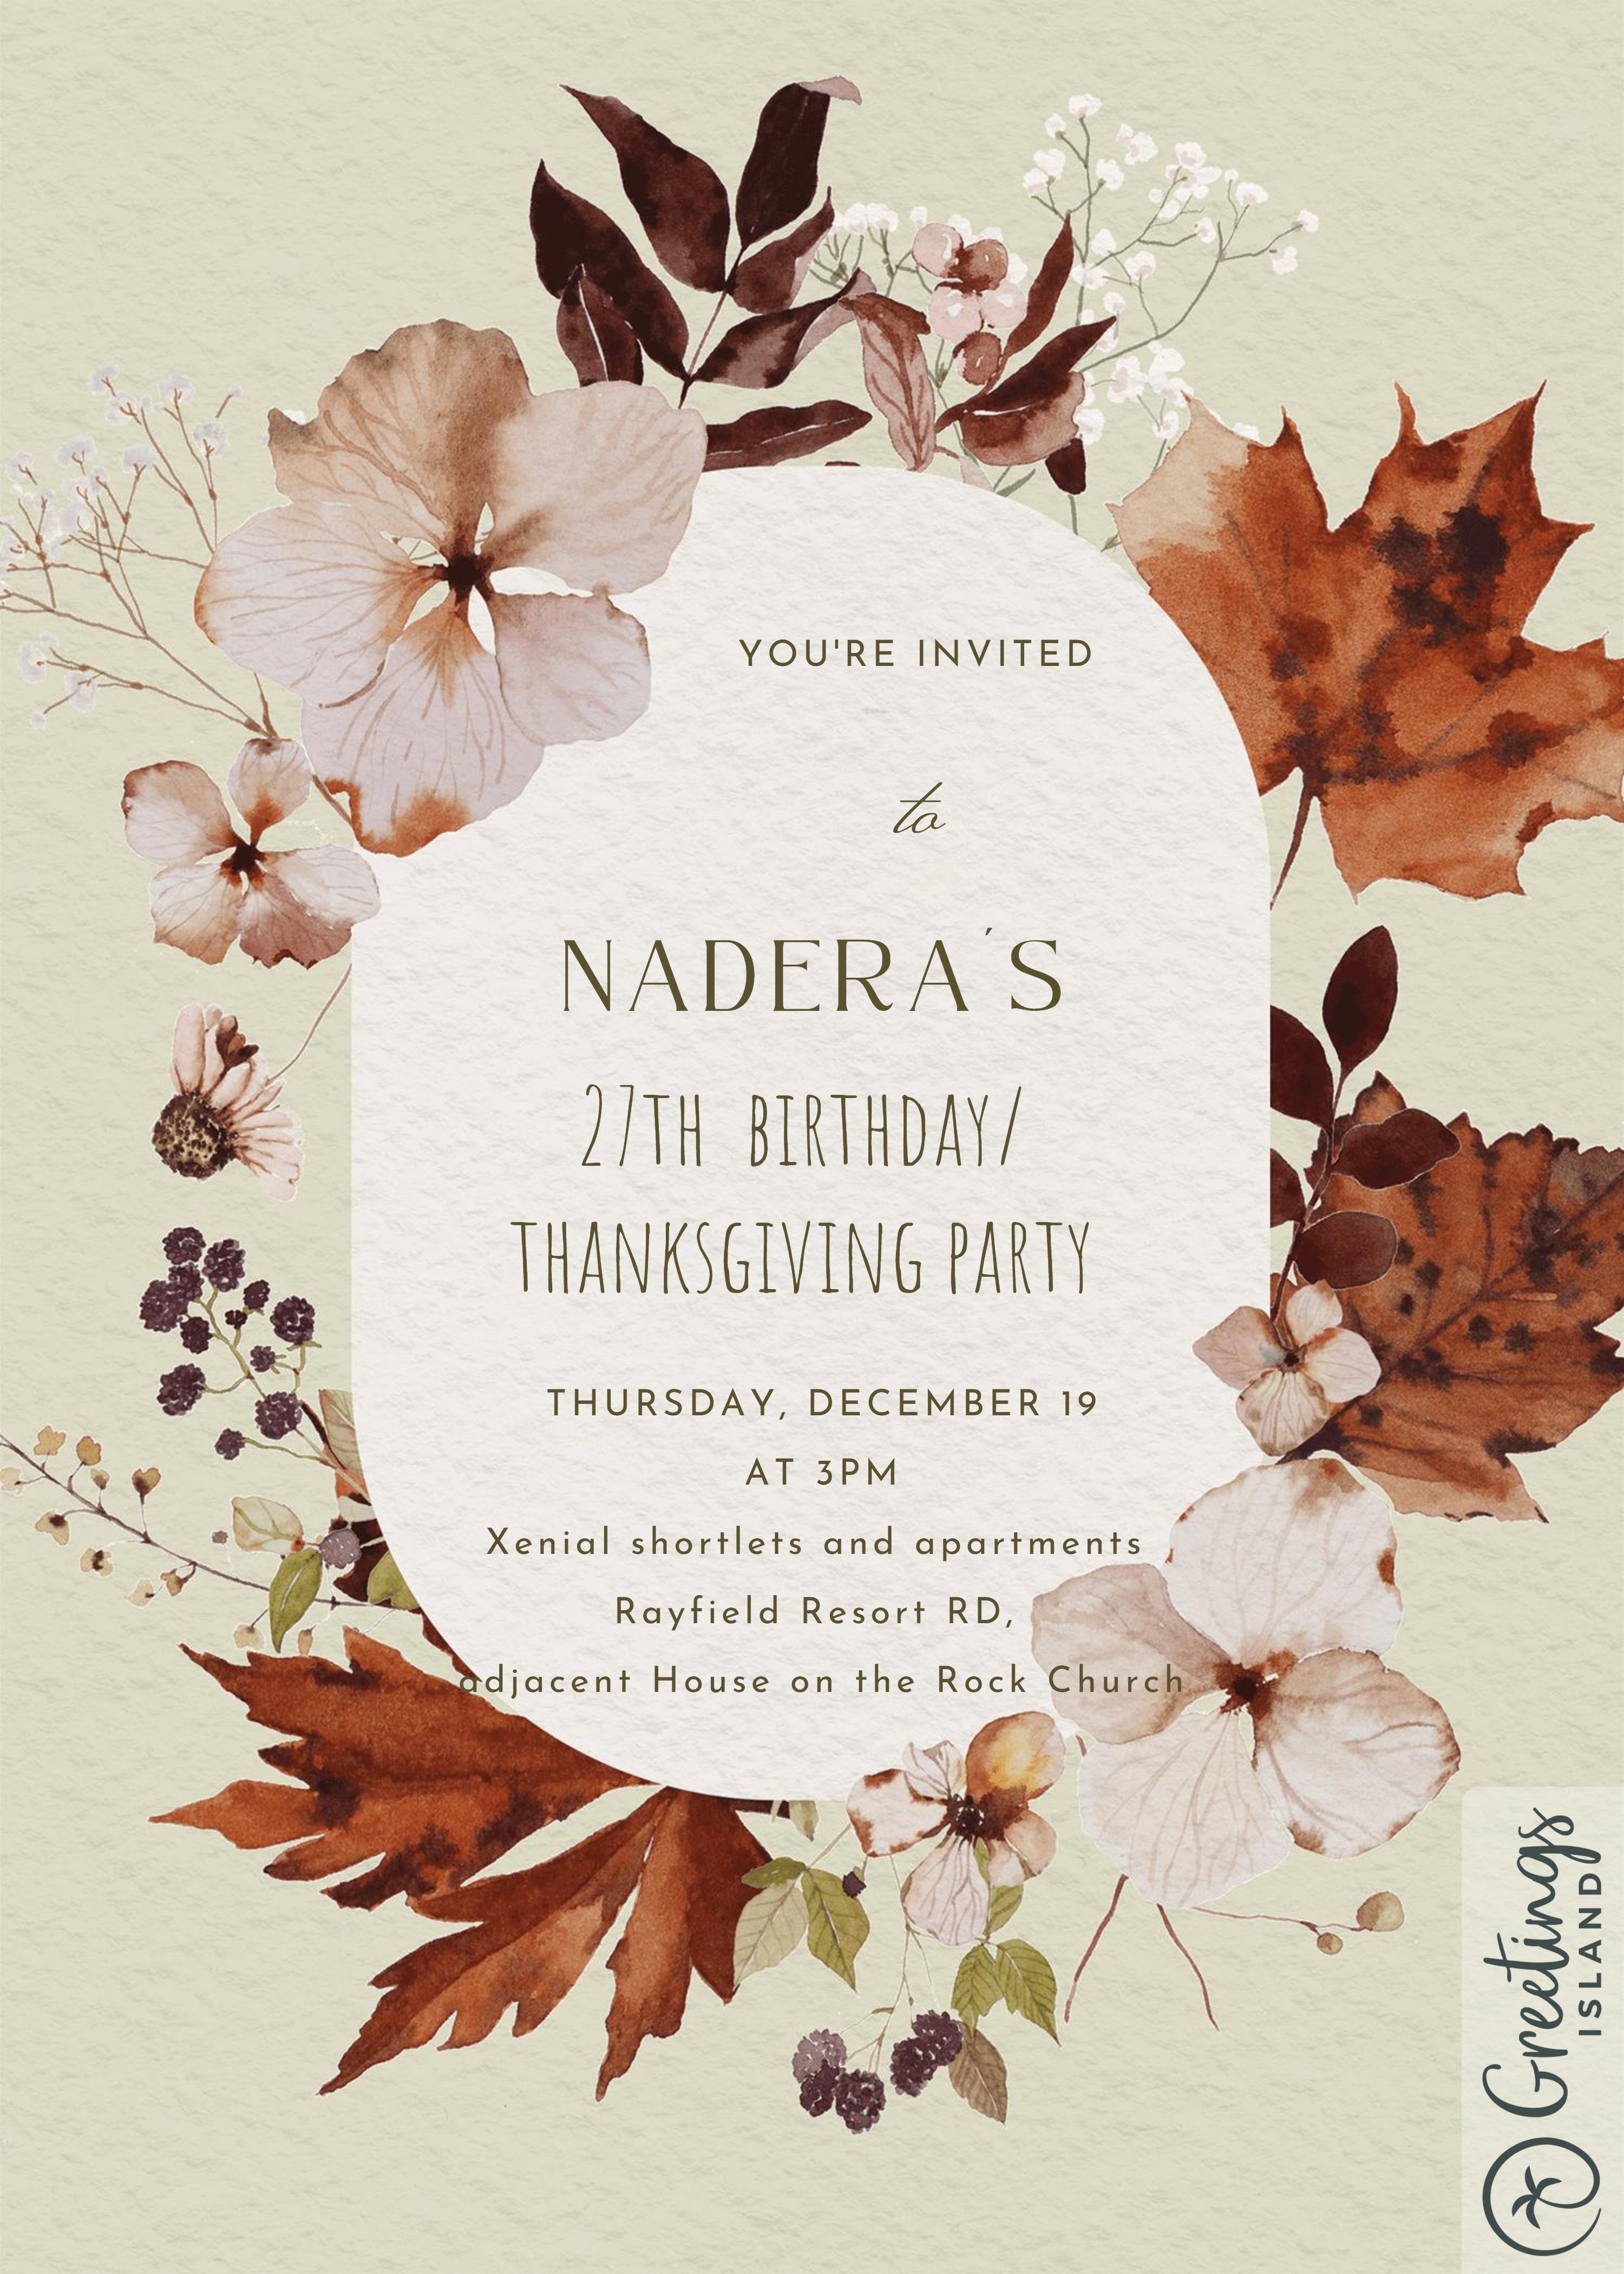 YOU'RE INVITED
to
NADERA'S
27TH BIRTHDAY/
THANKSGIVING PARTY
THURSDAY, DECEMBER 19
AT 3PM
Xenial shortlets and apartments
Rayfield Resort RD,
adjacent House on the Rock Church
Greetings
ISLAND